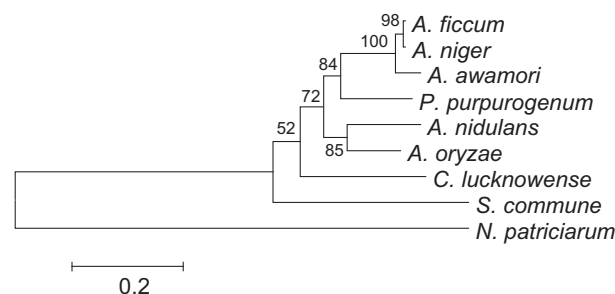 98 A. ficcum
100 A. niger
A. awamori
84
P. purpurogenum
72
A. nidulans
52
85 A. oryzae
C. lucknowense
S. commune
N. patriciarum
0.2